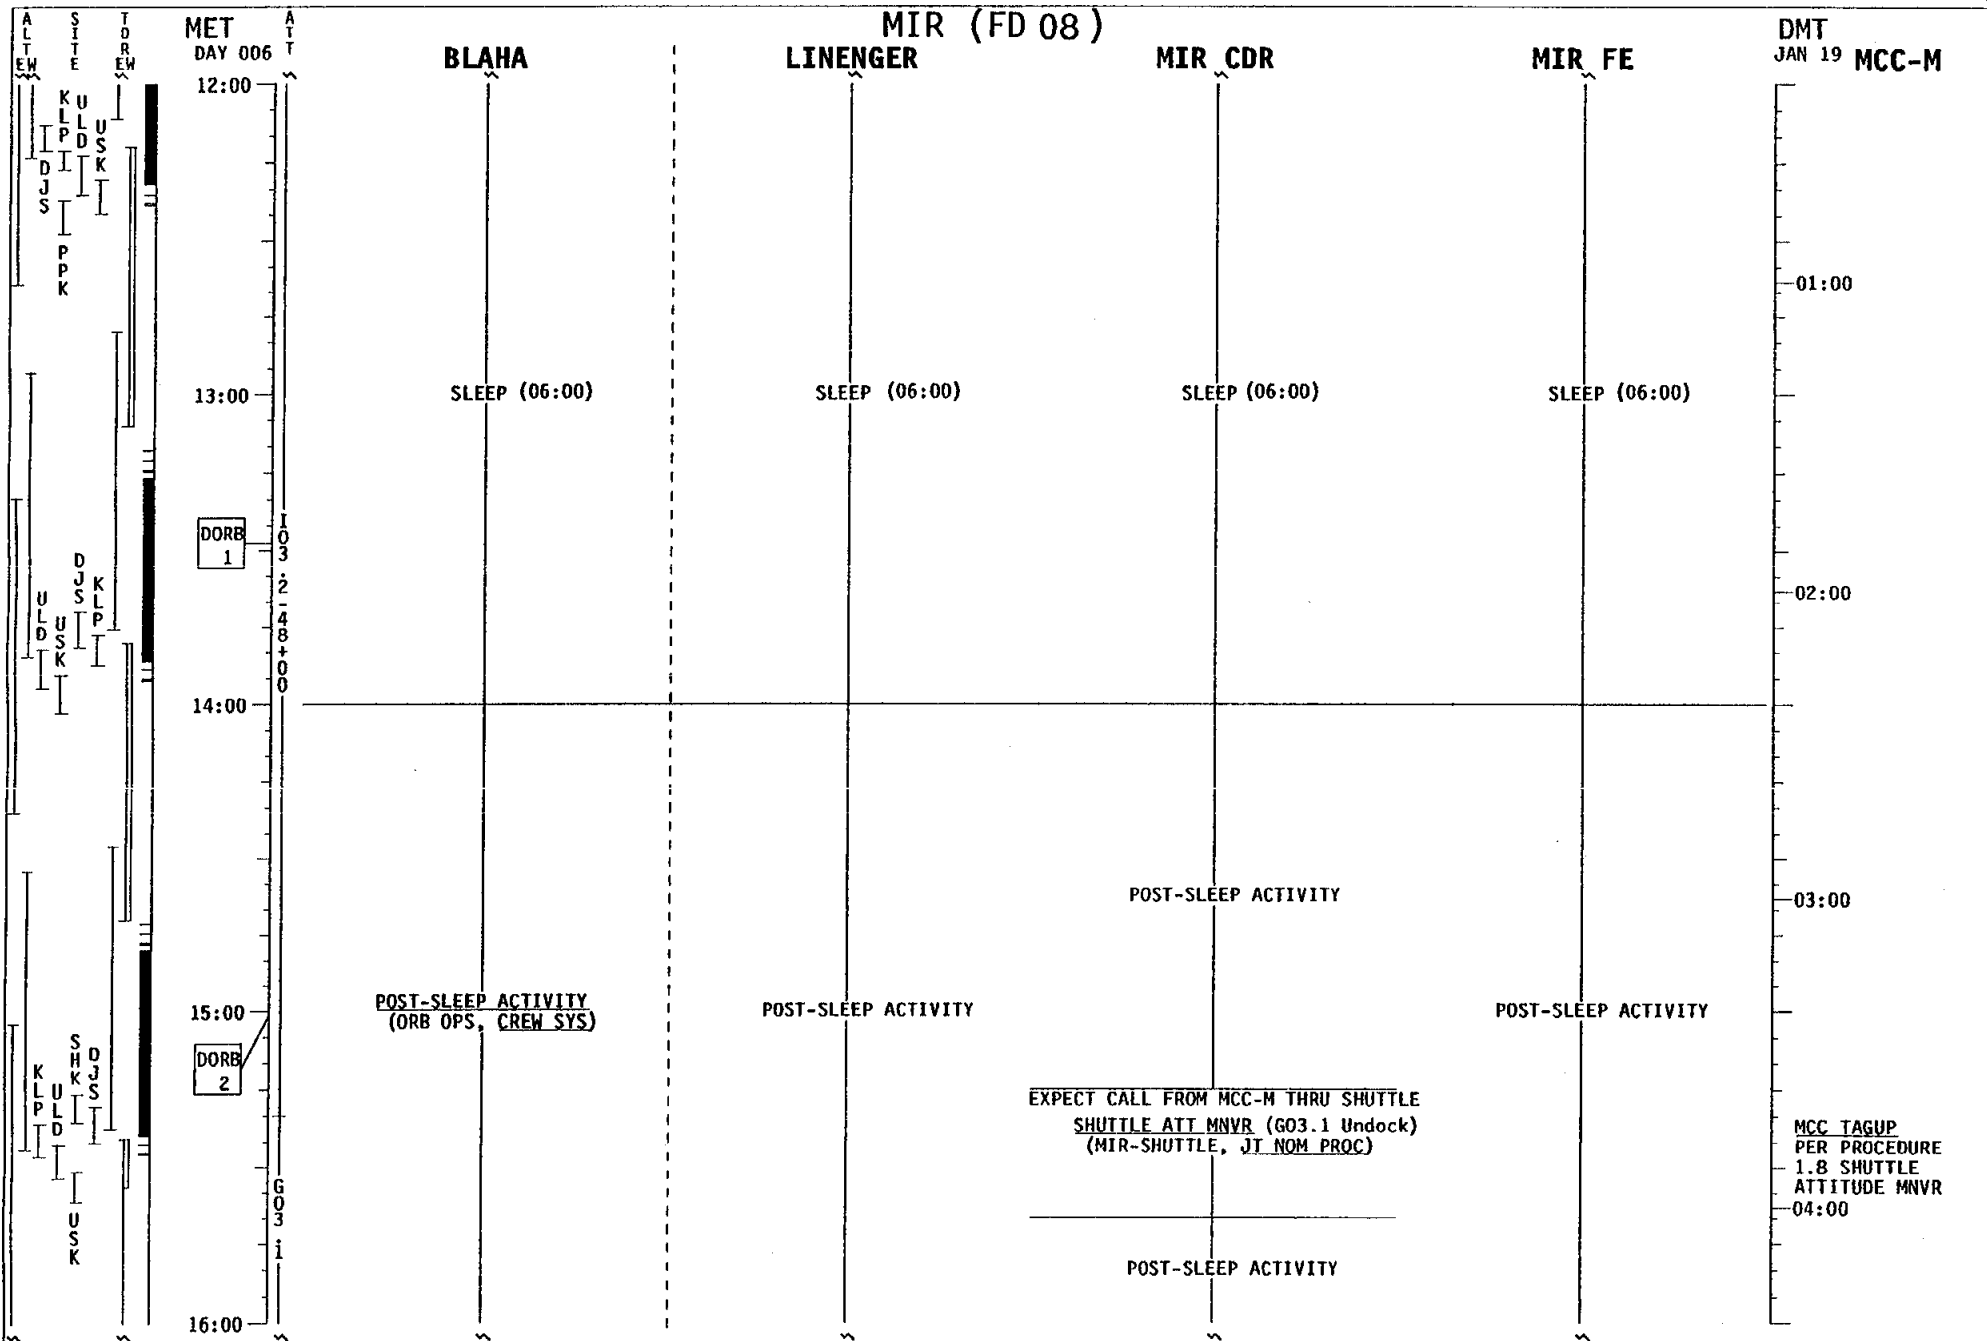 MIR (FD 08)
ALT
E W
SITE
TDR
E W
MET
DAY 006
ATT
BLAHA
LINENGER
MIR CDR
MIR FE
DMT
JAN 19
MCC-M
12:00
KLP
ULD
USK
DJS
PPK
01:00
13:00
SLEEP (06:00)
SLEEP (06:00)
SLEEP (06:00)
SLEEP (06:00)
DORB
1
IO3.2-48+00
DJS
KLP
ULD
USK
02:00
14:00
POST-SLEEP ACTIVITY
03:00
15:00
POST-SLEEP ACTIVITY
(ORB OPS, CREW SYS)
POST-SLEEP ACTIVITY
POST-SLEEP ACTIVITY
DORB
2
SHK
DJS
KLP
ULD
USK
EXPECT CALL FROM MCC-M THRU SHUTTLE
SHUTTLE ATT MNVR (GO3.1 Undock)
(MIR-SHUTTLE, JT NOM PROC)
MCC TAGUP
PER PROCEDURE
1.8 SHUTTLE
ATTITUDE MNVR
04:00
GO3.1
POST-SLEEP ACTIVITY
16:00